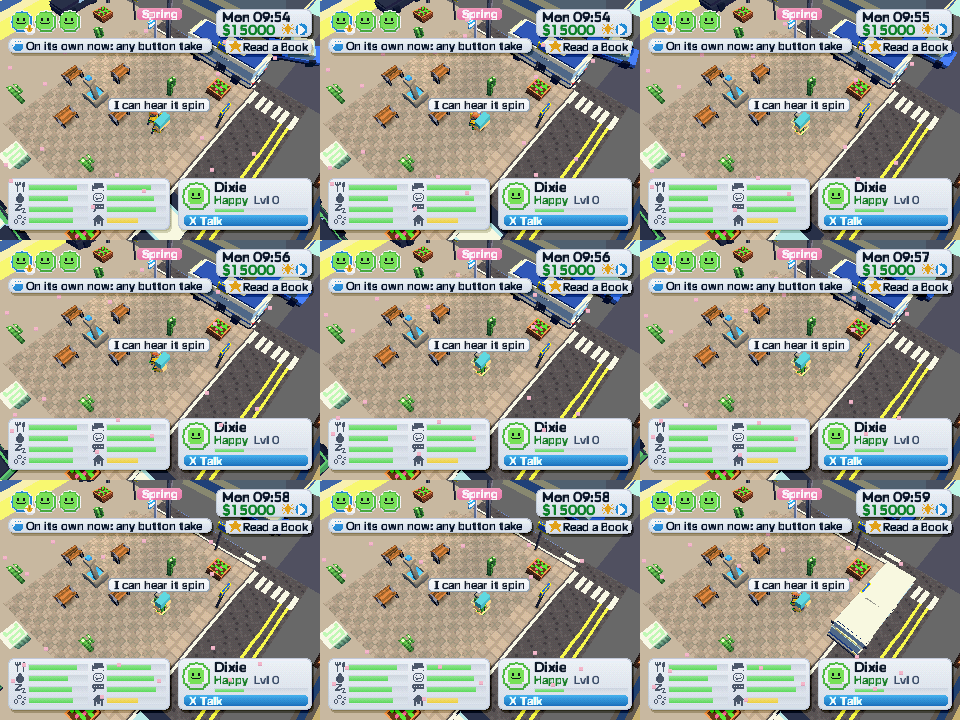 Spring Mon 09:54
$15000
On its own now: any button take Read a Book
I can hear it spin
Dixie
Happy Lvl 0
X Talk
Spring Mon 09:54
$15000
On its own now: any button take Read a Book
I can hear it spin
Dixie
Happy Lvl 0
X Talk
Spring Mon 09:55
$15000
On its own now: any button take Read a Book
I can hear it spin
Dixie
Happy Lvl 0
X Talk
Spring Mon 09:56
$15000
On its own now: any button take Read a Book
I can hear it spin
Dixie
Happy Lvl 0
X Talk
Spring Mon 09:56
$15000
On its own now: any button take Read a Book
I can hear it spin
Dixie
Happy Lvl 0
X Talk
Spring Mon 09:57
$15000
On its own now: any button take Read a Book
I can hear it spin
Dixie
Happy Lvl 0
X Talk
Spring Mon 09:58
$15000
On its own now: any button take Read a Book
I can hear it spin
Dixie
Happy Lvl 0
X Talk
Spring Mon 09:58
$15000
On its own now: any button take Read a Book
I can hear it spin
Dixie
Happy Lvl 0
X Talk
Spring Mon 09:59
$15000
On its own now: any button take Read a Book
I can hear it spin
Dixie
Happy Lvl 0
X Talk